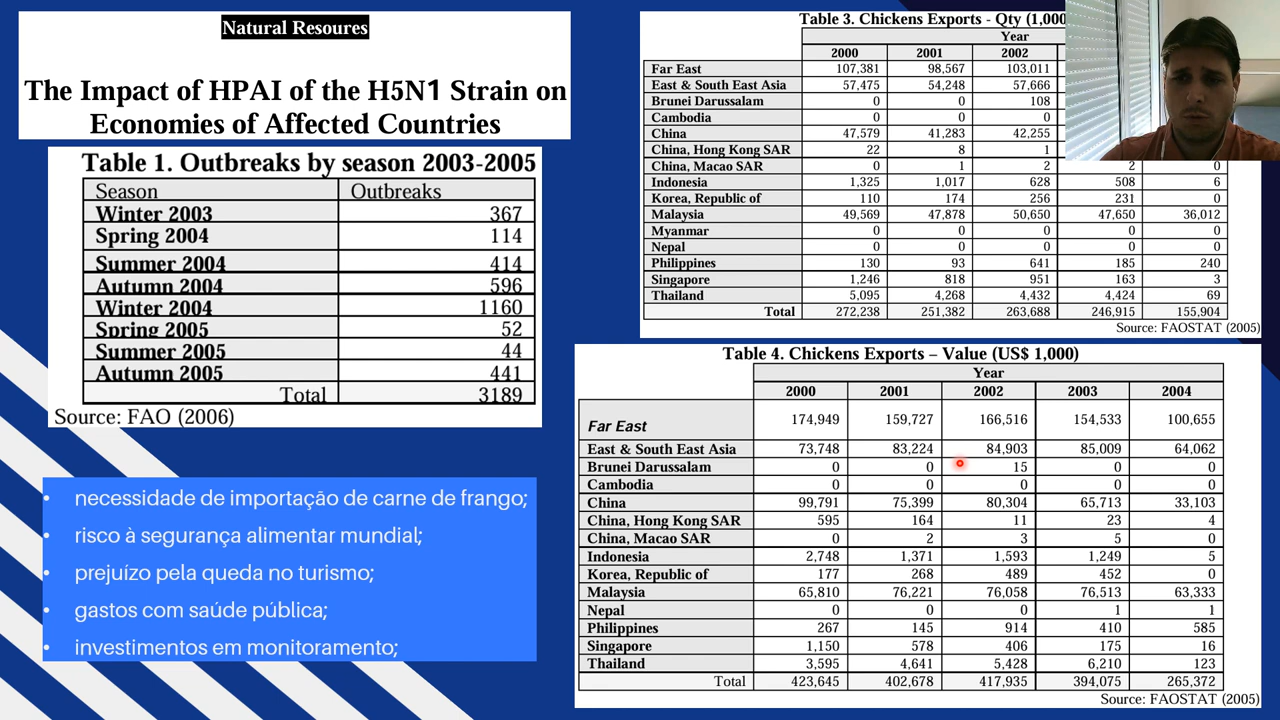 Natural Resoures
The Impact of HPAI of the H5N1 Strain on
Economies of Affected Countries
Table 1. Outbreaks by season 2003-2005
Season Outbreaks
Winter 2003 367
Spring 2004 114
Summer 2004 414
Autumn 2004 596
Winter 2004 1160
Spring 2005 52
Summer 2005 44
Autumn 2005 441
Total 3189
Source: FAO (2006)
• necessidade de importação de carne de frango;
• risco à segurança alimentar mundial;
• prejuízo pela queda no turismo;
• gastos com saúde pública;
• investimentos em monitoramento;
Table 3. Chickens Exports - Qty (1,000
Year
2000 2001 2002
Far East 107,381 98,567 103,011
East & South East Asia 57,475 54,248 57,666
Brunei Darussalam 0 0 108
Cambodia 0 0 0
China 47,579 41,283 42,255
China, Hong Kong SAR 22 8 1
China, Macao SAR 0 1 2 2 0
Indonesia 1,325 1,017 628 508 6
Korea, Republic of 110 174 256 231 0
Malaysia 49,569 47,878 50,650 47,650 36,012
Myanmar 0 0 0 0 0
Nepal 0 0 0 0 0
Philippines 130 93 641 185 240
Singapore 1,246 818 951 163 3
Thailand 5,095 4,268 4,432 4,424 69
Total 272,238 251,382 263,688 246,915 155,904
Source: FAOSTAT (2005)
Table 4. Chickens Exports – Value (US$ 1,000)
Year
2000 2001 2002 2003 2004
Far East 174,949 159,727 166,516 154,533 100,655
East & South East Asia 73,748 83,224 84,903 85,009 64,062
Brunei Darussalam 0 0 15 0 0
Cambodia 0 0 0 0 0
China 99,791 75,399 80,304 65,713 33,103
China, Hong Kong SAR 595 164 11 23 4
China, Macao SAR 0 2 3 5 0
Indonesia 2,748 1,371 1,593 1,249 5
Korea, Republic of 177 268 489 452 0
Malaysia 65,810 76,221 76,058 76,513 63,333
Nepal 0 0 0 1 1
Philippines 267 145 914 410 585
Singapore 1,150 578 406 175 16
Thailand 3,595 4,641 5,428 6,210 123
Total 423,645 402,678 417,935 394,075 265,372
Source: FAOSTAT (2005)